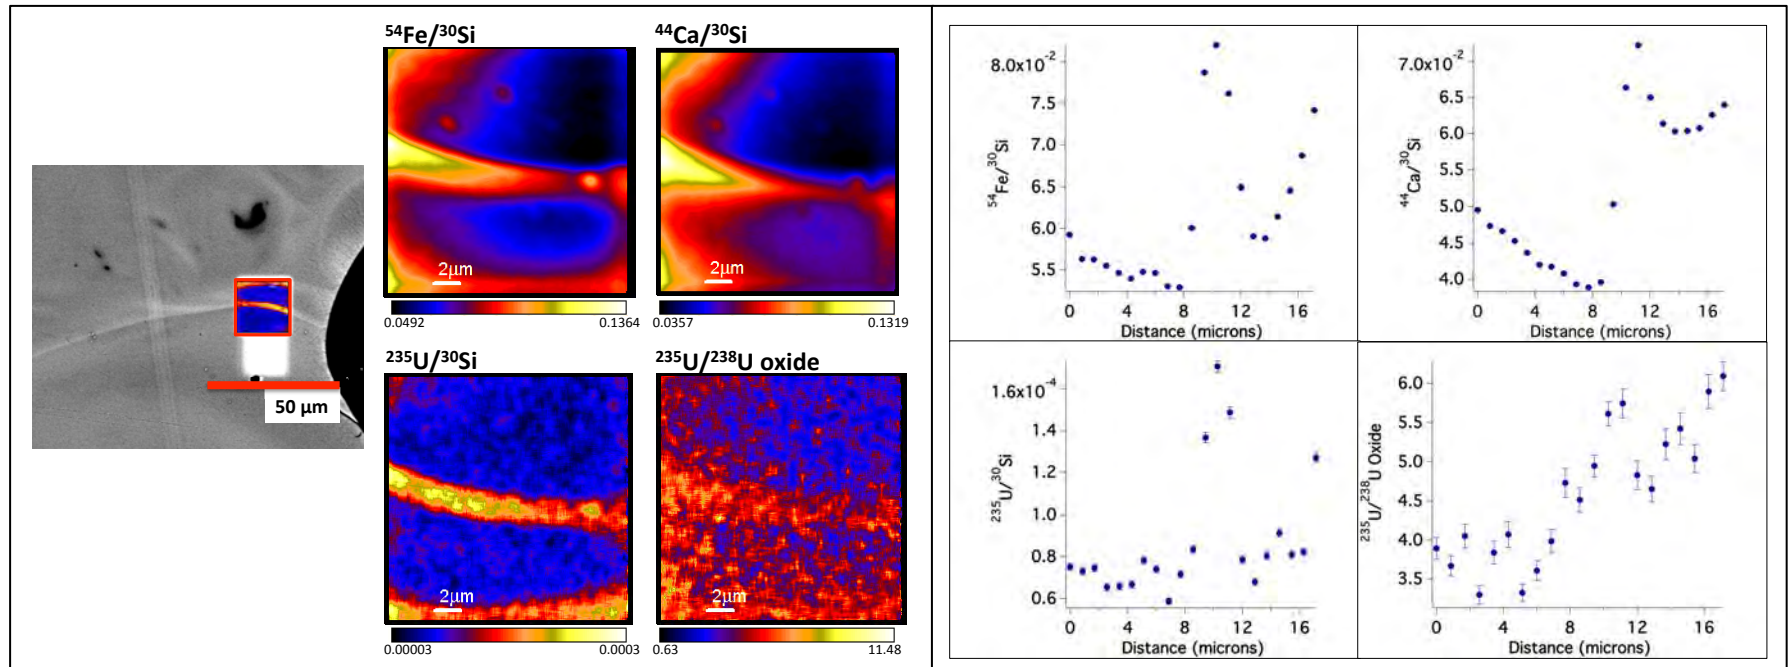 ⁵⁴Fe/³⁰Si
⁴⁴Ca/³⁰Si
2μm
2μm
0.0492
0.1364
0.0357
0.1319
²³⁵U/³⁰Si
²³⁵U/²³⁸U oxide
2μm
2μm
0.00003
0.0003
0.63
11.48
50 μm
8.0x10⁻²
7.5
7.0
6.5
6.0
5.5
⁵⁴Fe/³⁰Si
0 4 8 12 16
Distance (microns)
7.0x10⁻²
6.5
6.0
5.5
5.0
4.5
4.0
⁴⁴Ca/³⁰Si
0 4 8 12 16
Distance (microns)
1.6x10⁻⁴
1.4
1.2
1.0
0.8
0.6
²³⁵U/³⁰Si
0 4 8 12 16
Distance (microns)
6.0
5.5
5.0
4.5
4.0
3.5
²³⁵U/²³⁸U Oxide
0 4 8 12 16
Distance (microns)